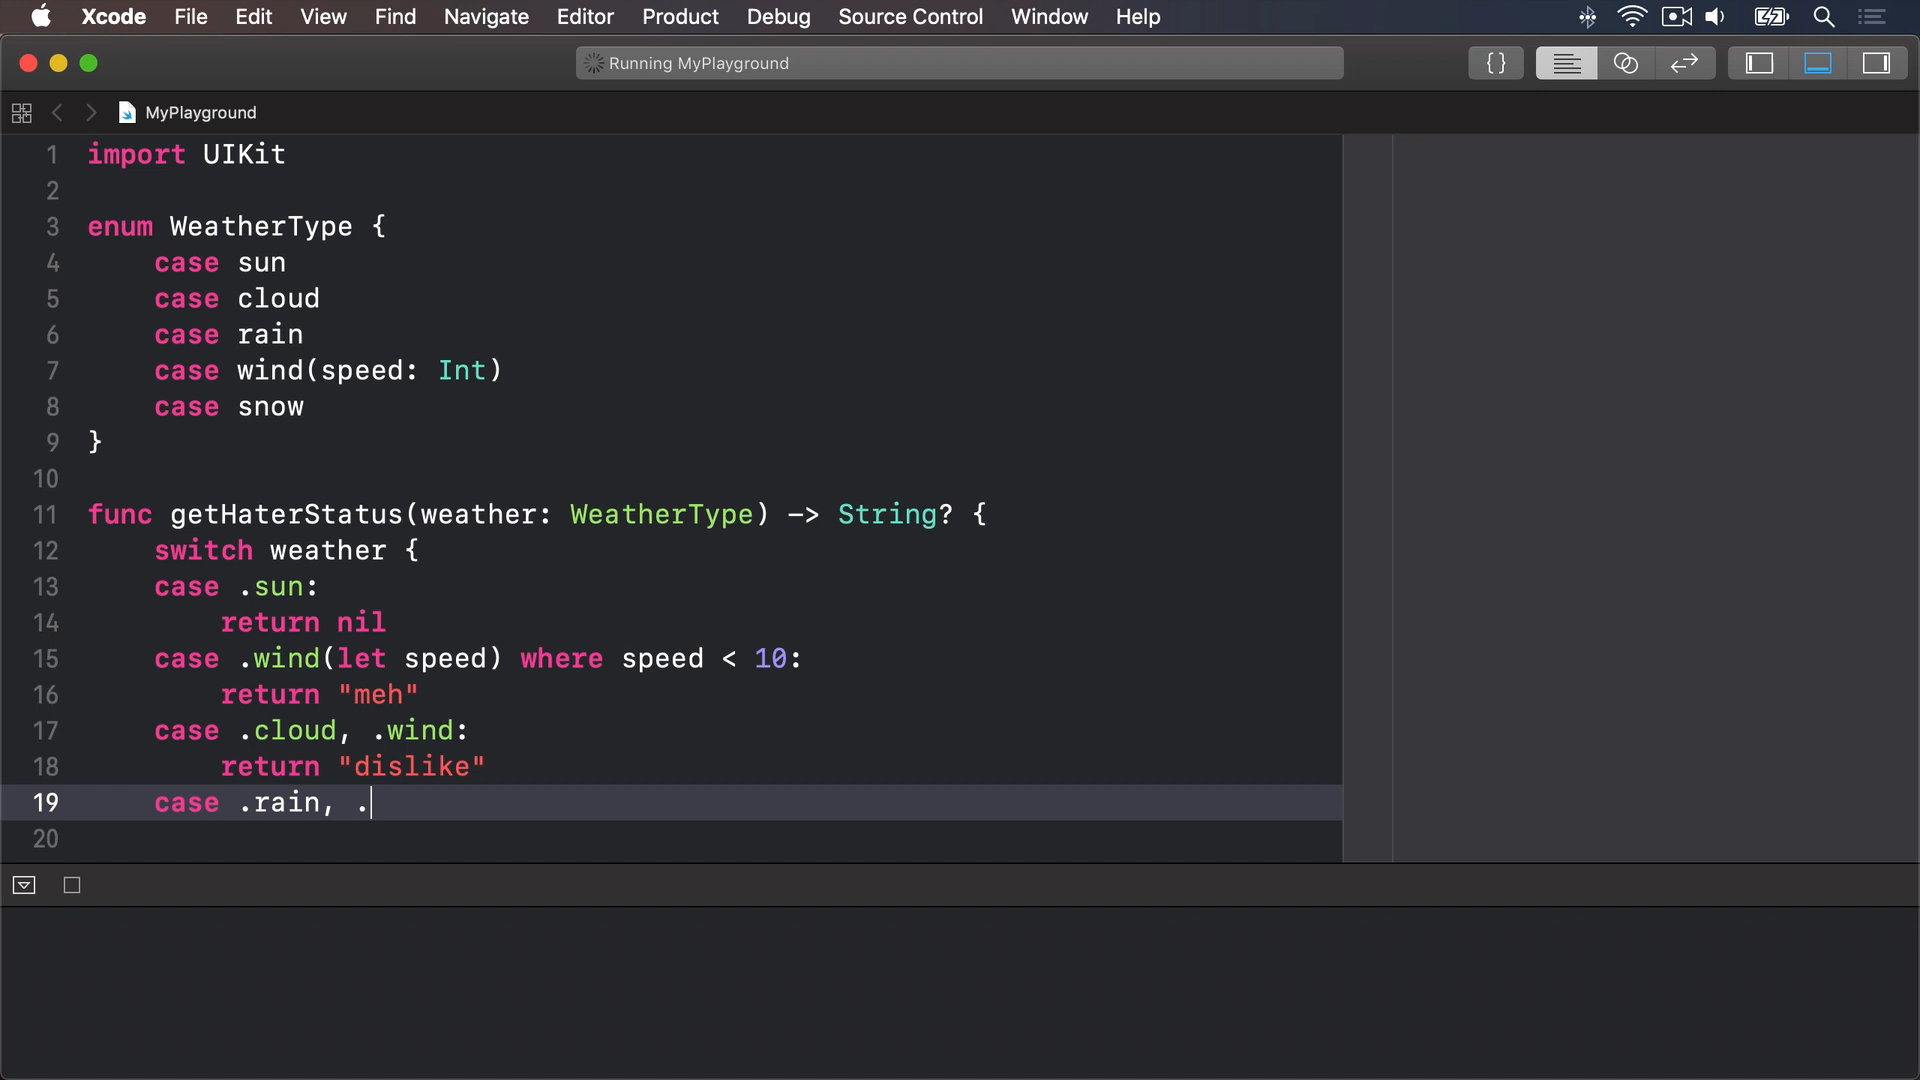 Xcode File Edit View Find Navigate Editor Product Debug Source Control Window Help
Running MyPlayground
{}
MyPlayground
1 import UIKit
2
3 enum WeatherType {
4     case sun
5     case cloud
6     case rain
7     case wind(speed: Int)
8     case snow
9 }
10
11 func getHaterStatus(weather: WeatherType) -> String? {
12     switch weather {
13     case .sun:
14         return nil
15     case .wind(let speed) where speed < 10:
16         return "meh"
17     case .cloud, .wind:
18         return "dislike"
19     case .rain, .
20